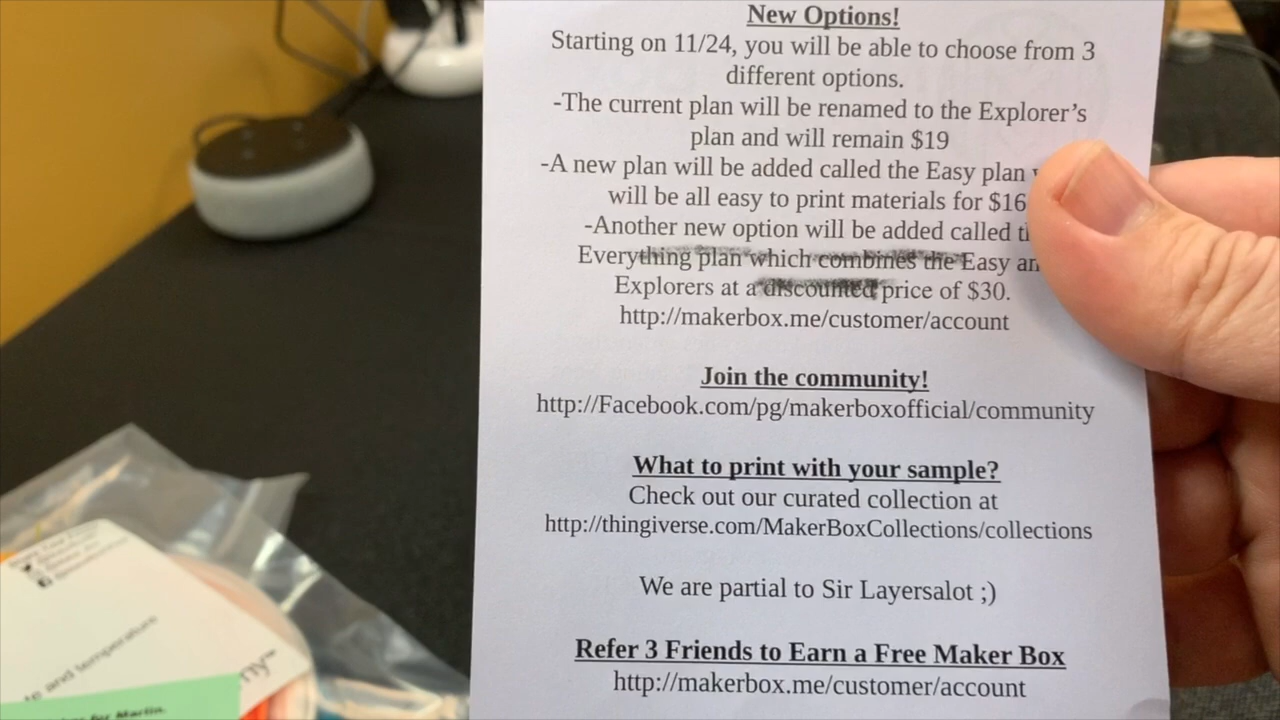 New Options!
Starting on 11/24, you will be able to choose from 3
different options.
-The current plan will be renamed to the Explorer's
plan and will remain $19
-A new plan will be added called the Easy plan
will be all easy to print materials for $16
-Another new option will be added called
Everything plan which combines the Easy
Explorers at a discounted price of $30.
http://makerbox.me/customer/account
Join the community!
http://Facebook.com/pg/makerboxofficial/community
What to print with your sample?
Check out our curated collection at
http://thingiverse.com/MakerBoxCollections/collections
We are partial to Sir Layersalot ;)
Refer 3 Friends to Earn a Free Maker Box
http://makerbox.me/customer/account
and temperature
for Martin.